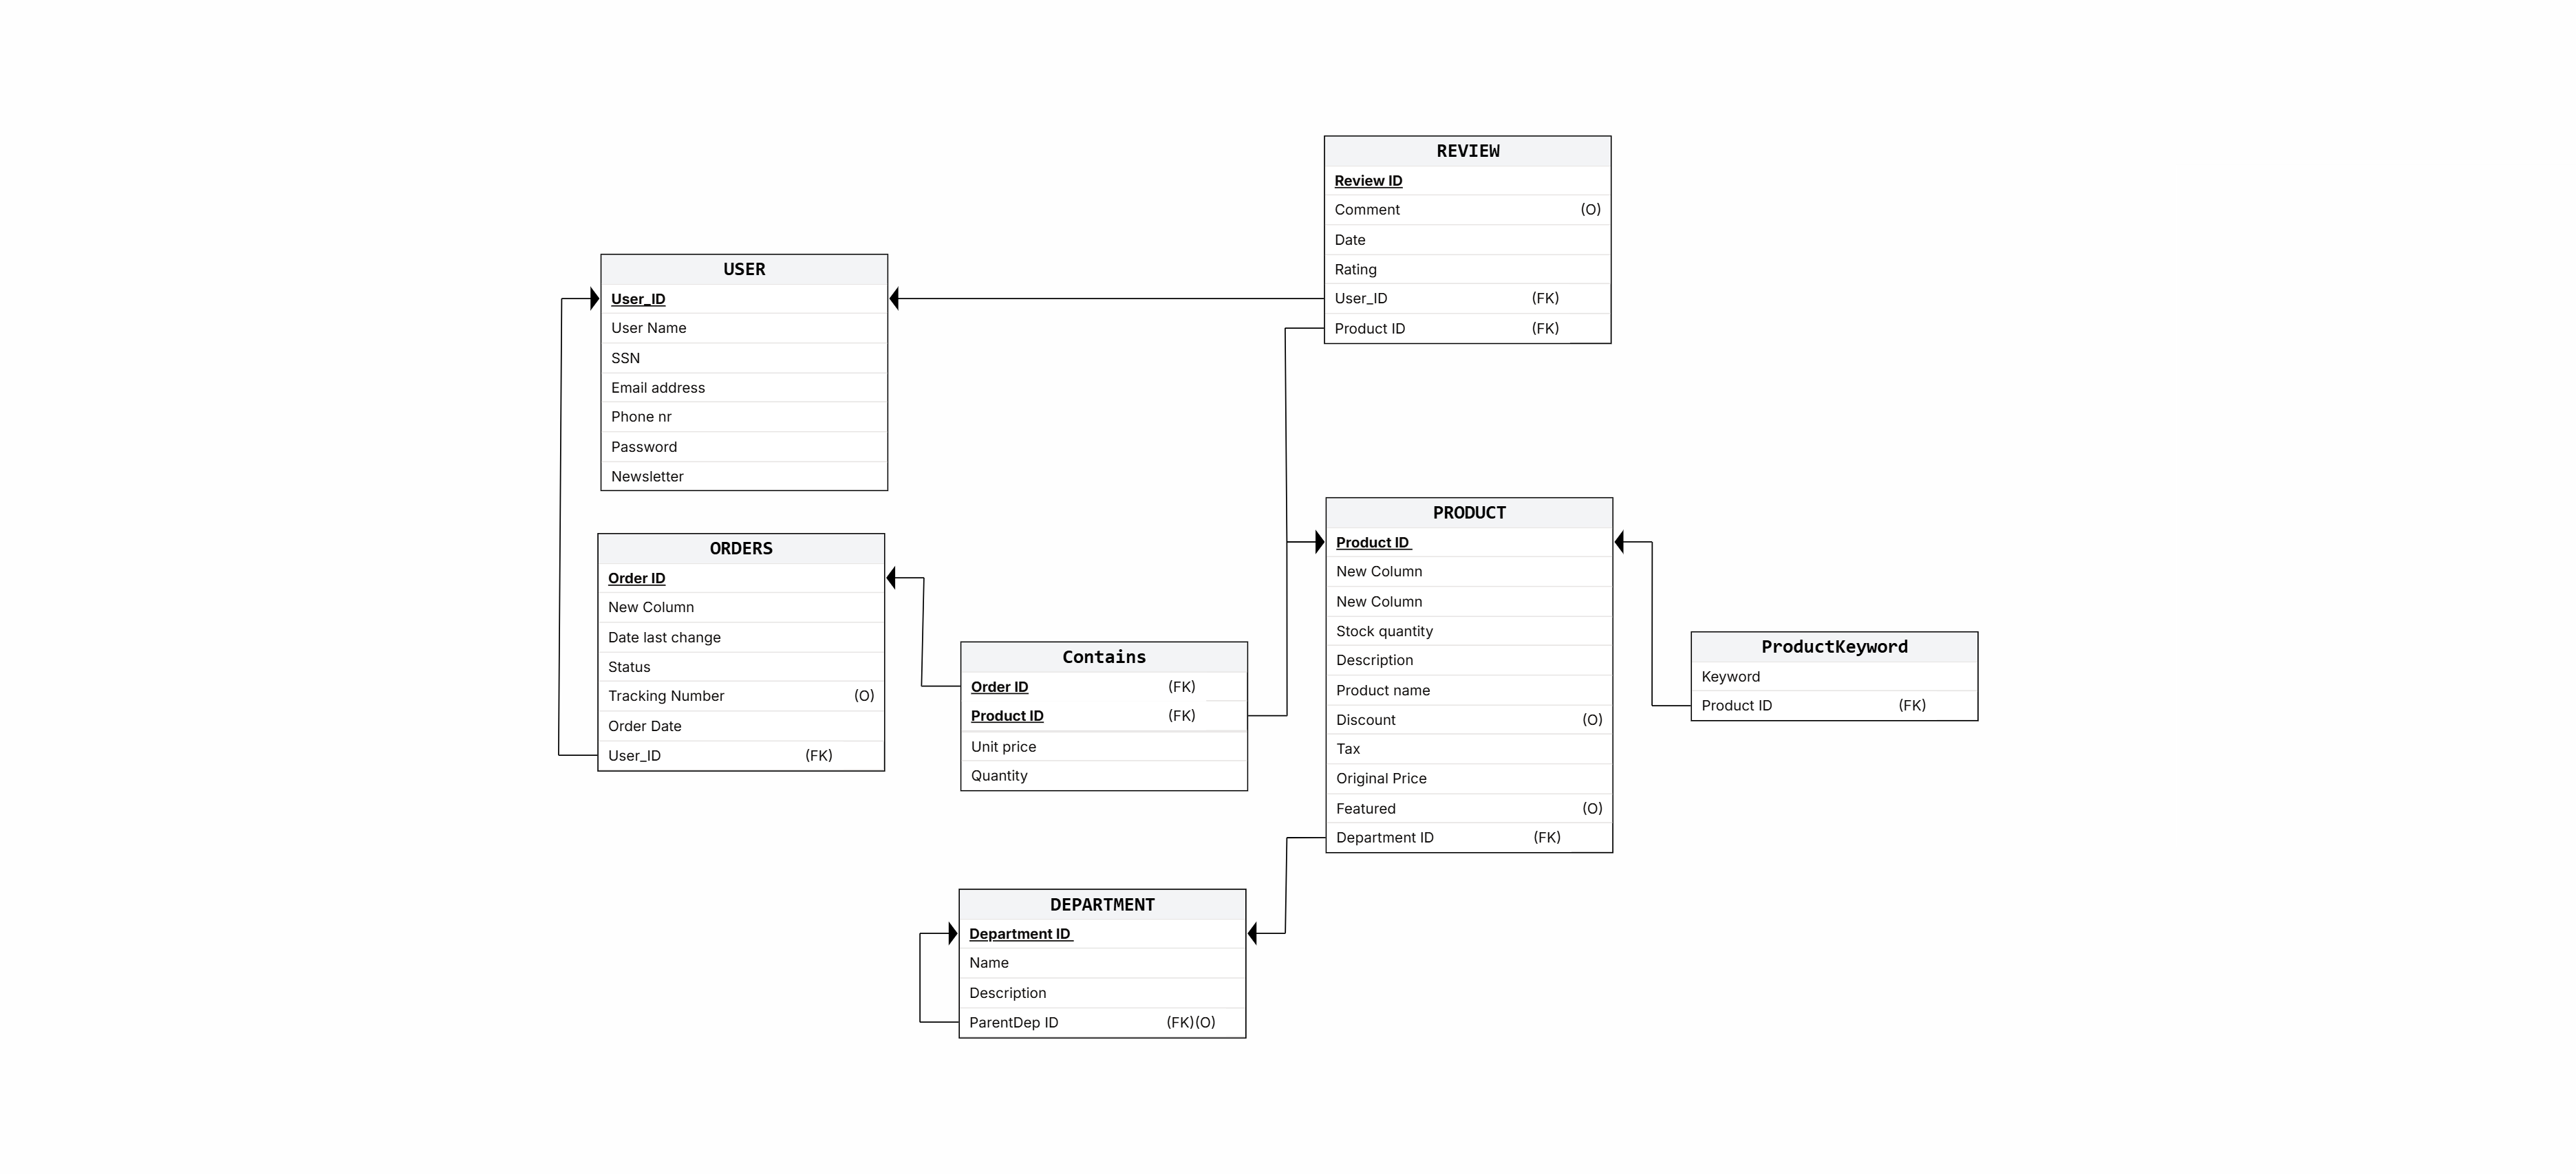 REVIEW
Review ID
Comment (O)
Date
Rating
User_ID (FK)
Product ID (FK)
USER
User_ID
User Name
SSN
Email address
Phone nr
Password
Newsletter
ORDERS
Order ID
New Column
Date last change
Status
Tracking Number (O)
Order Date
User_ID (FK)
Contains
Order ID (FK)
Product ID (FK)
Unit price
Quantity
PRODUCT
Product ID
New Column
New Column
Stock quantity
Description
Product name
Discount (O)
Tax
Original Price
Featured (O)
Department ID (FK)
ProductKeyword
Keyword
Product ID (FK)
DEPARTMENT
Department ID
Name
Description
ParentDep ID (FK)(O)